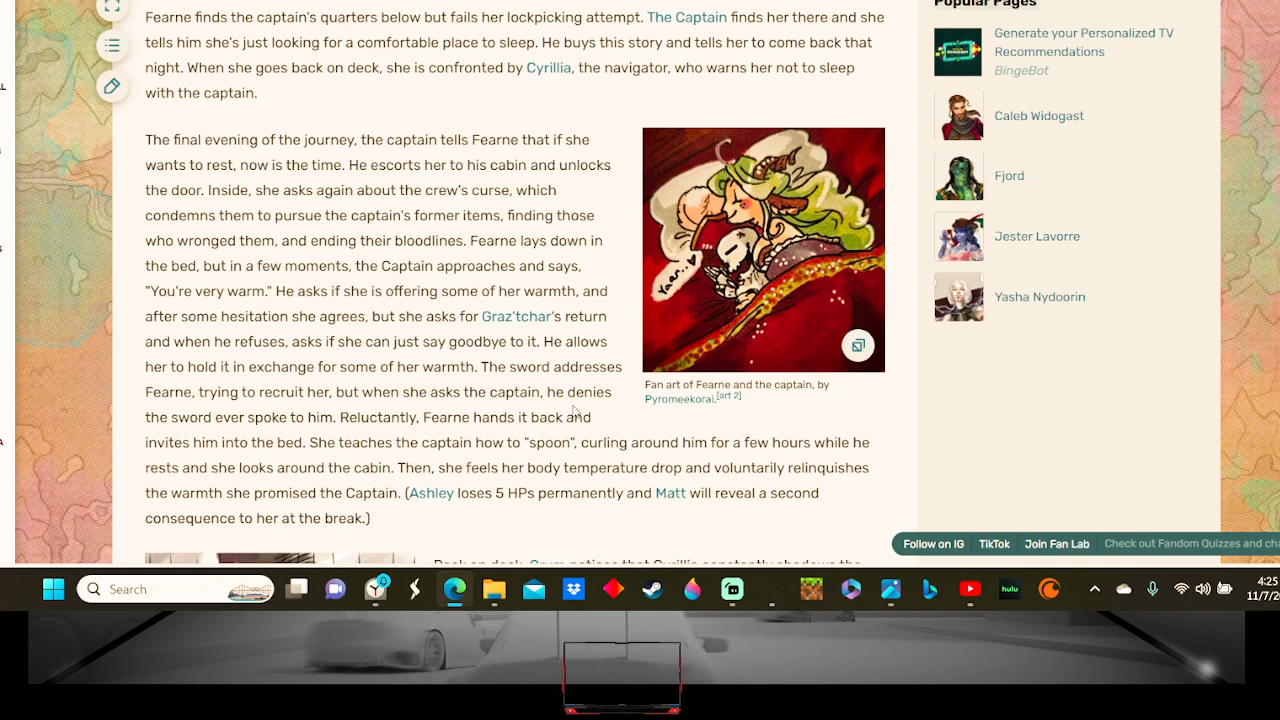 Fearne finds the captain's quarters below but fails her lockpicking attempt. The Captain finds her there and she
tells him she's just looking for a comfortable place to sleep. He buys this story and tells her to come back that
night. When she goes back on deck, she is confronted by Cyrillia, the navigator, who warns her not to sleep
with the captain.
The final evening of the journey, the captain tells Fearne that if she
wants to rest, now is the time. He escorts her to his cabin and unlocks
the door. Inside, she asks again about the crew's curse, which
condemns them to pursue the captain's former items, finding those
who wronged them, and ending their bloodlines. Fearne lays down in
the bed, but in a few moments, the Captain approaches and says,
"You're very warm." He asks if she is offering some of her warmth, and
after some hesitation she agrees, but she asks for Graz'tchar's return
and when he refuses, asks if she can just say goodbye to it. He allows
her to hold it in exchange for some of her warmth. The sword addresses
Fearne, trying to recruit her, but when she asks the captain, he denies
the sword ever spoke to him. Reluctantly, Fearne hands it back and
invites him into the bed. She teaches the captain how to "spoon", curling around him for a few hours while he
rests and she looks around the cabin. Then, she feels her body temperature drop and voluntarily relinquishes
the warmth she promised the Captain. (Ashley loses 5 HPs permanently and Matt will reveal a second
consequence to her at the break.)
Yaar..
Fan art of Fearne and the captain, by
Pyromeekorai.[art 2]
Popular Pages
Generate your Personalized TV
Recommendations
BingeBot
Caleb Widogast
Fjord
Jester Lavorre
Yasha Nydoorin
Follow on IG
TikTok
Join Fan Lab
Check out Fandom Quizzes and cha
Search
hulu
4:25
11/7/20